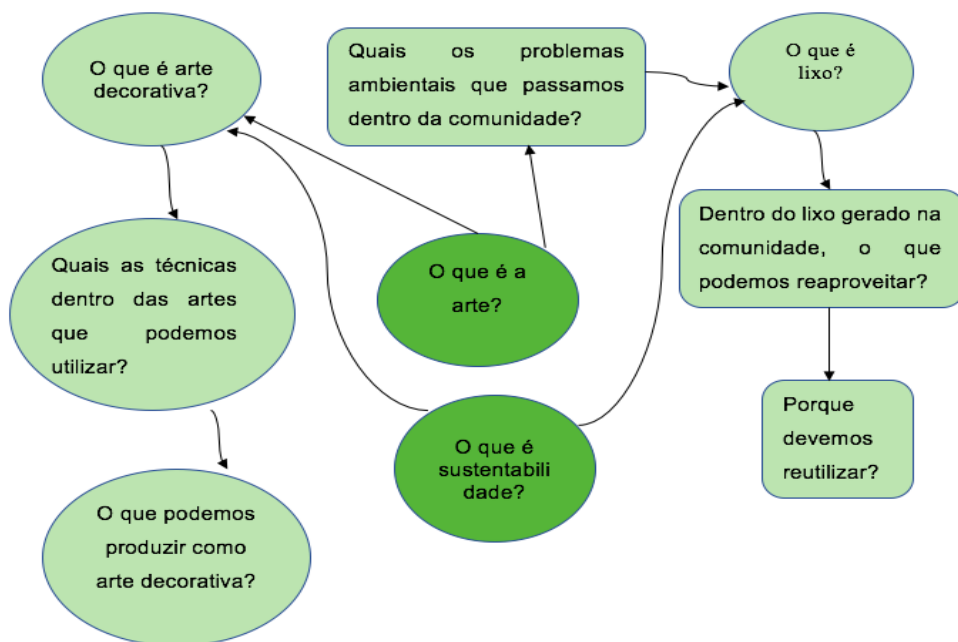 O que é arte
decorativa?
Quais os problemas
ambientais que passamos
dentro da comunidade?
O que é
lixo?
Quais as técnicas
dentro das artes
que podemos
utilizar?
O que é a
arte?
Dentro do lixo gerado na
comunidade, o que
podemos reaproveitar?
O que é
sustentabili
dade?
Porque
devemos
reutilizar?
O que podemos
produzir como
arte decorativa?